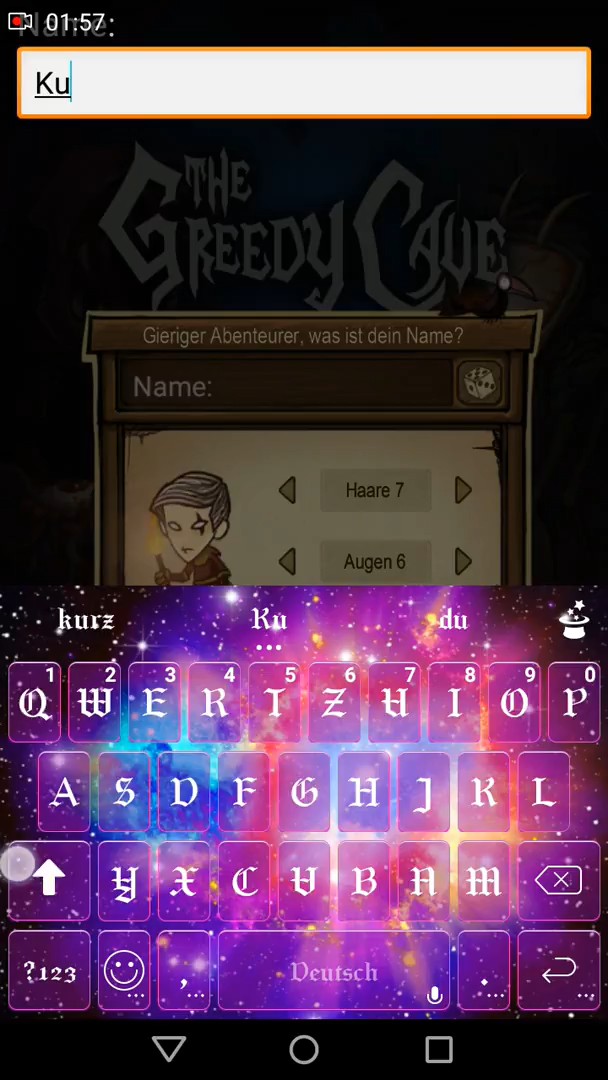 Name:
01:57
Ku
THE
GREEDY CAVE
Gieriger Abenteurer, was ist dein Name?
Name:
Haare 7
Augen 6
kurz Ku du
1 2 3 4 5 6 7 8 9 0
Q W E R T Z U I O P
A S D F G H J K L
Y X C V B N M
?123 , Deutsch .